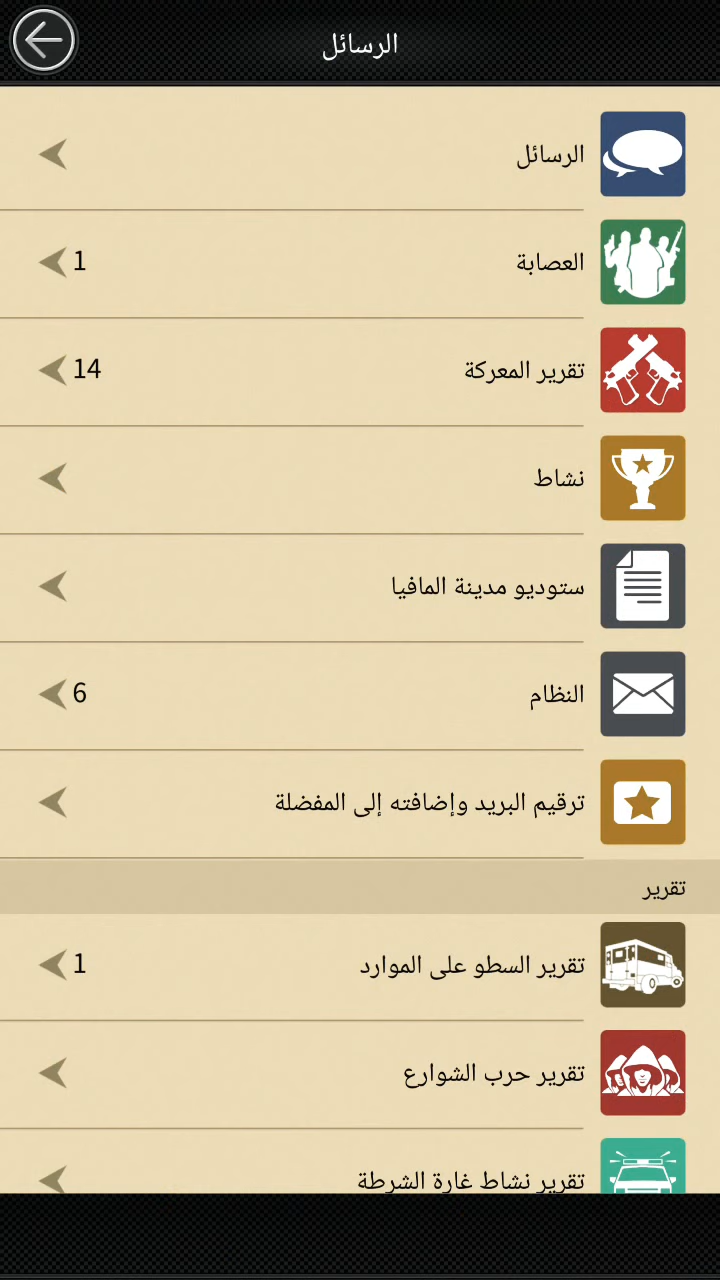 الرسائل
الرسائل
العصابة 1
تقرير المعركة 14
نشاط
ستوديو مدينة المافيا
النظام 6
ترقيم البريد وإضافته إلى المفضلة
تقرير
تقرير السطو على الموارد 1
تقرير حرب الشوارع
تقرير نشاط غارة الشرطة